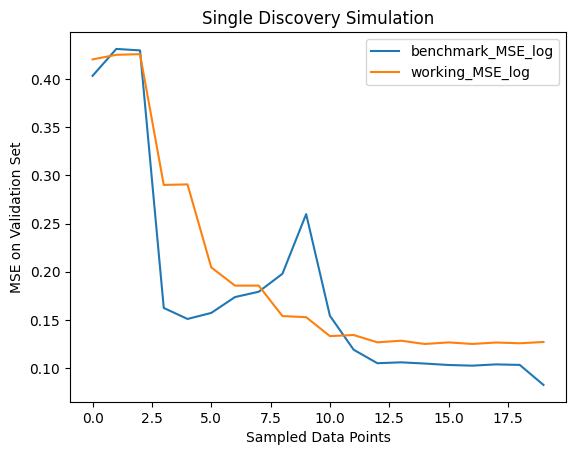 Single Discovery Simulation
benchmark_MSE_log
working_MSE_log
MSE on Validation Set
0.40
0.35
0.30
0.25
0.20
0.15
0.10
0.0 2.5 5.0 7.5 10.0 12.5 15.0 17.5
Sampled Data Points